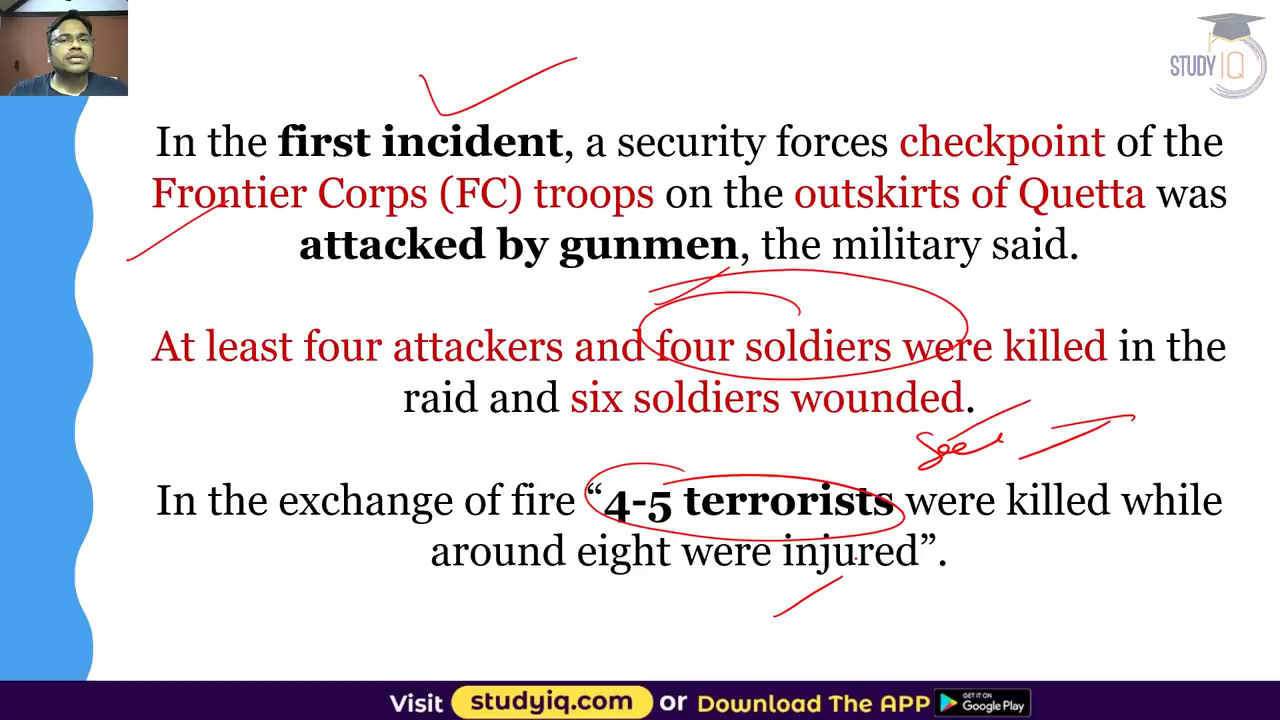 STUDY IQ
In the first incident, a security forces checkpoint of the
Frontier Corps (FC) troops on the outskirts of Quetta was
attacked by gunmen, the military said.
At least four attackers and four soldiers were killed in the
raid and six soldiers wounded.
In the exchange of fire “4-5 terrorists were killed while
around eight were injured”.
Visit studyiq.com or Download The APP GET IT ON Google Play